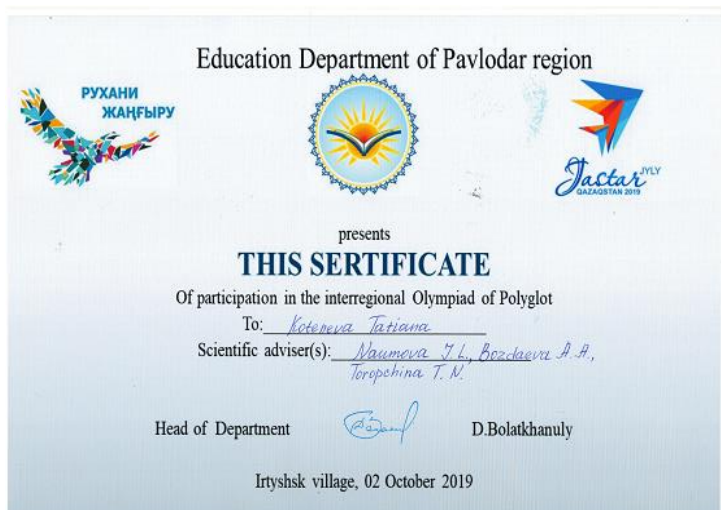 Education Department of Pavlodar region
РУХАНИ
ЖАҢҒЫРУ
Jastar JYLY
QAZAQSTAN 2019
presents
THIS SERTIFICATE
Of participation in the interregional Olympiad of Polyglot
To: Koteneva Tatiana
Scientific adviser(s): Naumova J.L., Bozdaeva A.A.,
Toropchina T.N.
Head of Department D.Bolatkhanuly
Irtyshsk village, 02 October 2019